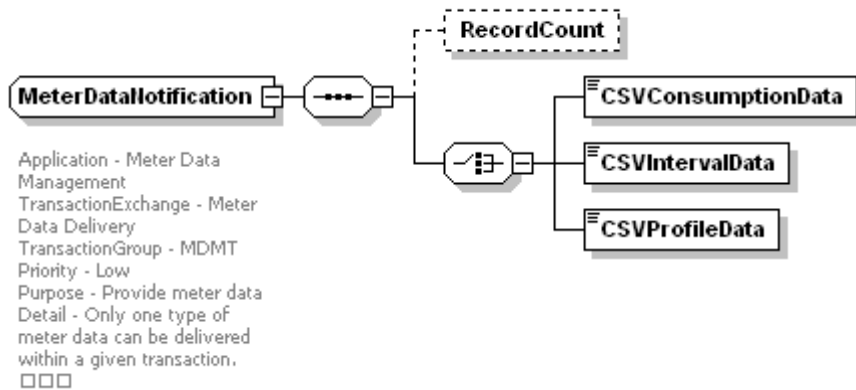 RecordCount
MeterDataNotification
CSVConsumptionData
CSVIntervalData
CSVProfileData
Application - Meter Data
Management
TransactionExchange - Meter
Data Delivery
TransactionGroup - MDMT
Priority - Low
Purpose - Provide meter data
Detail - Only one type of
meter data can be delivered
within a given transaction.
□□□